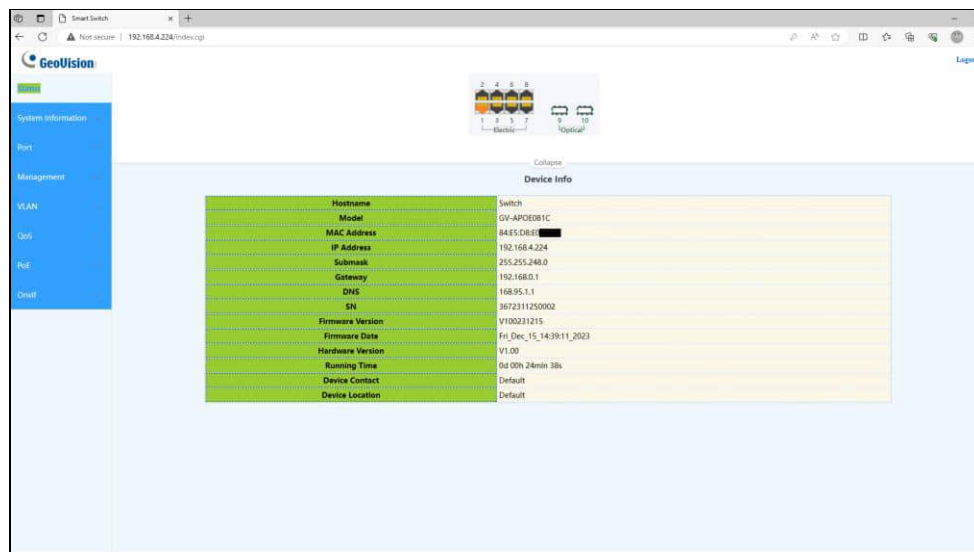 Smart Switch
Not secure | 192.168.4.224/index.cgi
GeoVision
Logo
Status
System Information
Port
Management
VLAN
QoS
PoE
Onvif
2 4 6 8
1 3 5 7
9 10
Electric
Optical
Collapse
Device Info
Hostname Switch
Model GV-APOE081C
MAC Address 84:E5:D8:E0
IP Address 192.168.4.224
Submask 255.255.248.0
Gateway 192.168.0.1
DNS 168.95.1.1
SN 3672311250002
Firmware Version V100231215
Firmware Data Fri_Dec_15_14:39:11_2023
Hardware Version V1.00
Running Time 0d 00h 24min 38s
Device Contact Default
Device Location Default